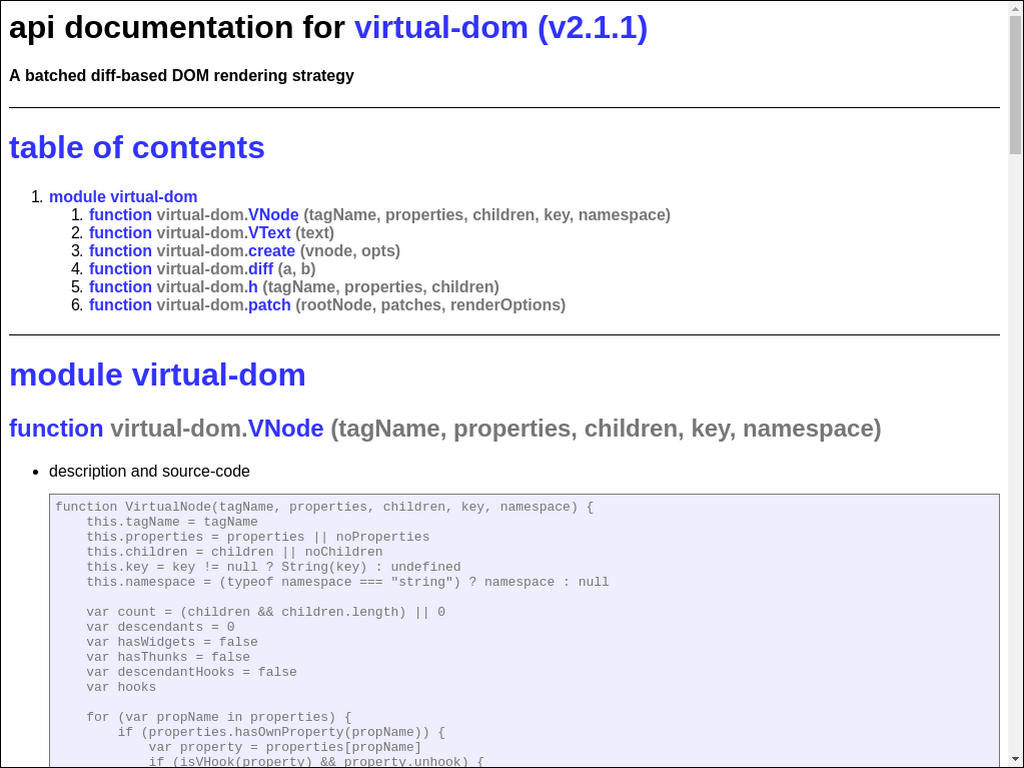 api documentation for virtual-dom (v2.1.1)
A batched diff-based DOM rendering strategy
table of contents
1. module virtual-dom
1. function virtual-dom.VNode (tagName, properties, children, key, namespace)
2. function virtual-dom.VText (text)
3. function virtual-dom.create (vnode, opts)
4. function virtual-dom.diff (a, b)
5. function virtual-dom.h (tagName, properties, children)
6. function virtual-dom.patch (rootNode, patches, renderOptions)
module virtual-dom
function virtual-dom.VNode (tagName, properties, children, key, namespace)
• description and source-code
function VirtualNode(tagName, properties, children, key, namespace) {
    this.tagName = tagName
    this.properties = properties || noProperties
    this.children = children || noChildren
    this.key = key != null ? String(key) : undefined
    this.namespace = (typeof namespace === "string") ? namespace : null
    var count = (children && children.length) || 0
    var descendants = 0
    var hasWidgets = false
    var hasThunks = false
    var descendantHooks = false
    var hooks
    for (var propName in properties) {
        if (properties.hasOwnProperty(propName)) {
            var property = properties[propName]
            if (isVHook(property) && property.unhook) {